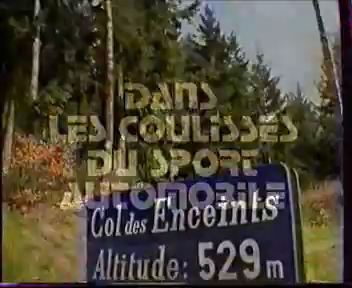 DANS
LES COULISSES
DU SPORT
AUTOMOBILE
Col des Enceints
Altitude: 529 m